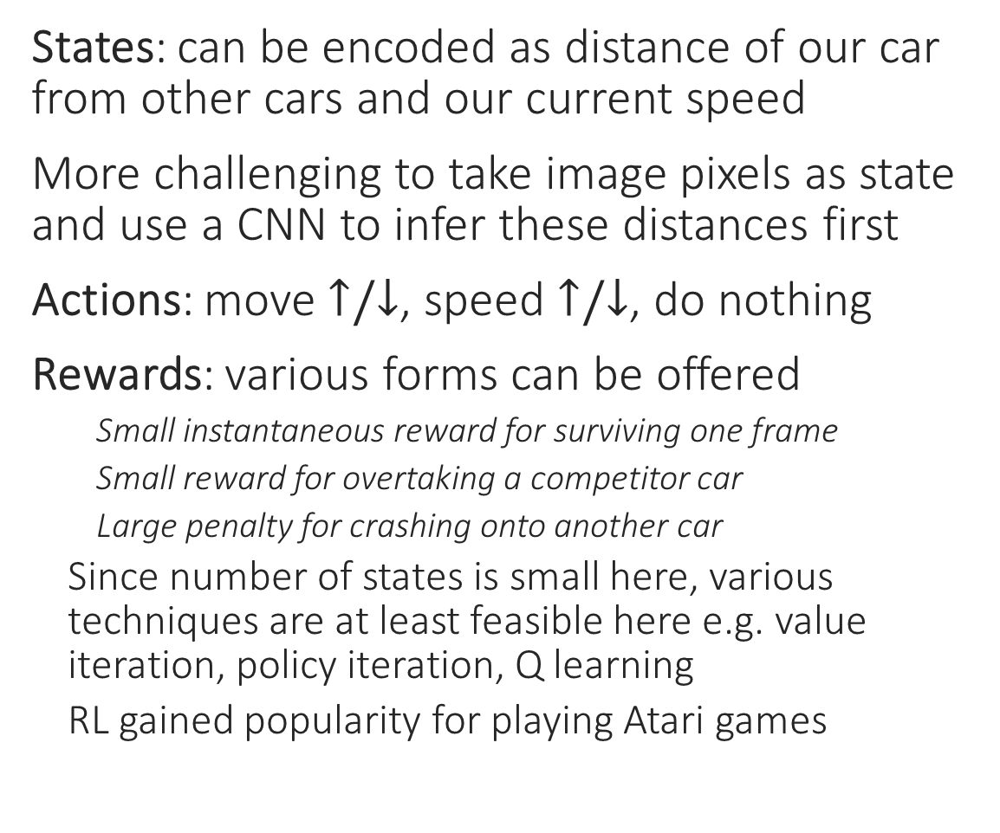 States: can be encoded as distance of our car
from other cars and our current speed
More challenging to take image pixels as state
and use a CNN to infer these distances first
Actions: move ↑/↓, speed ↑/↓, do nothing
Rewards: various forms can be offered
Small instantaneous reward for surviving one frame
Small reward for overtaking a competitor car
Large penalty for crashing onto another car
Since number of states is small here, various
techniques are at least feasible here e.g. value
iteration, policy iteration, Q learning
RL gained popularity for playing Atari games